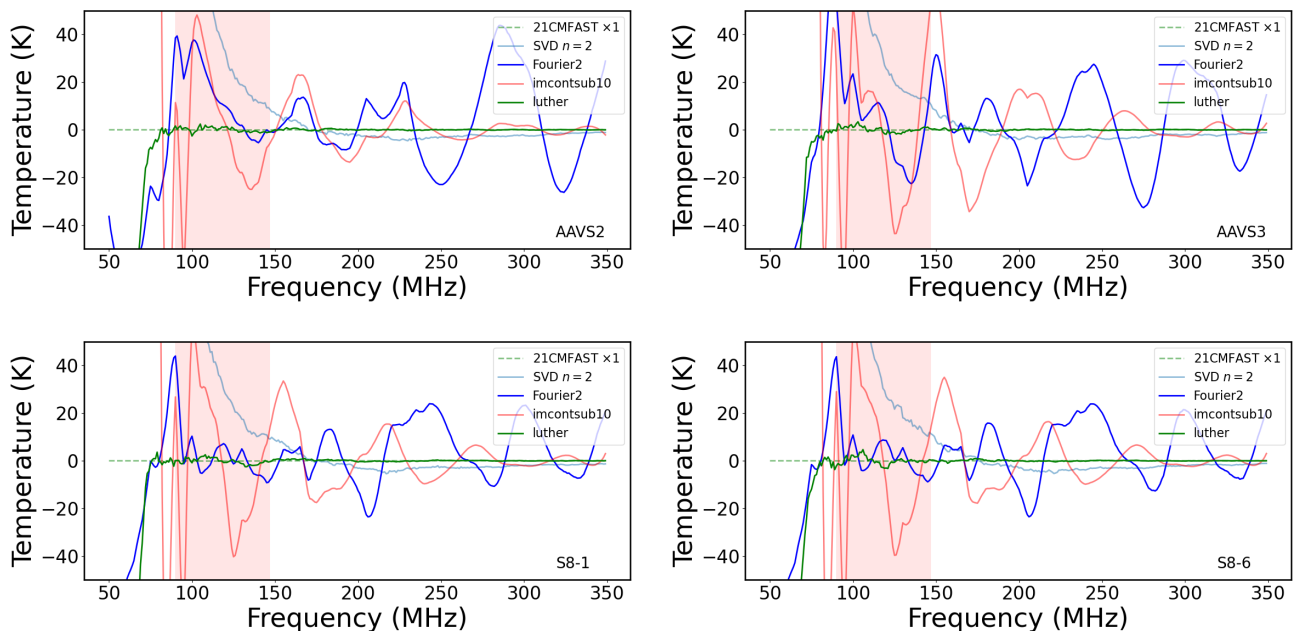 Temperature (K)
40
20
0
−20
−40
21CMFAST ×1
SVD n = 2
Fourier2
imcontsub10
luther
AAVS2
50 100 150 200 250 300 350
Frequency (MHz)
Temperature (K)
40
20
0
−20
−40
21CMFAST ×1
SVD n = 2
Fourier2
imcontsub10
luther
AAVS3
50 100 150 200 250 300 350
Frequency (MHz)
Temperature (K)
40
20
0
−20
−40
21CMFAST ×1
SVD n = 2
Fourier2
imcontsub10
luther
S8-1
50 100 150 200 250 300 350
Frequency (MHz)
Temperature (K)
40
20
0
−20
−40
21CMFAST ×1
SVD n = 2
Fourier2
imcontsub10
luther
S8-6
50 100 150 200 250 300 350
Frequency (MHz)